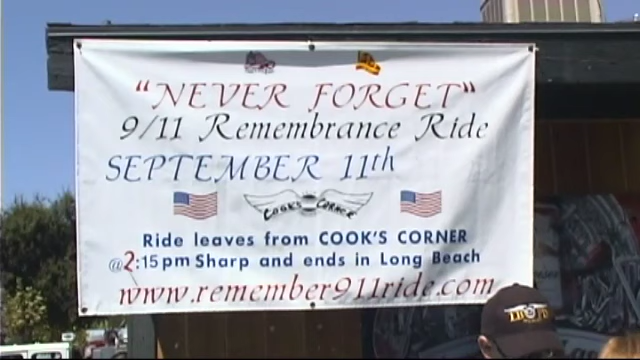 "NEVER FORGET"
9/11 Remembrance Ride
SEPTEMBER 11th
COOK'S CORNER
Ride leaves from COOK'S CORNER
@2:15pm Sharp and ends in Long Beach
www.remember911ride.com